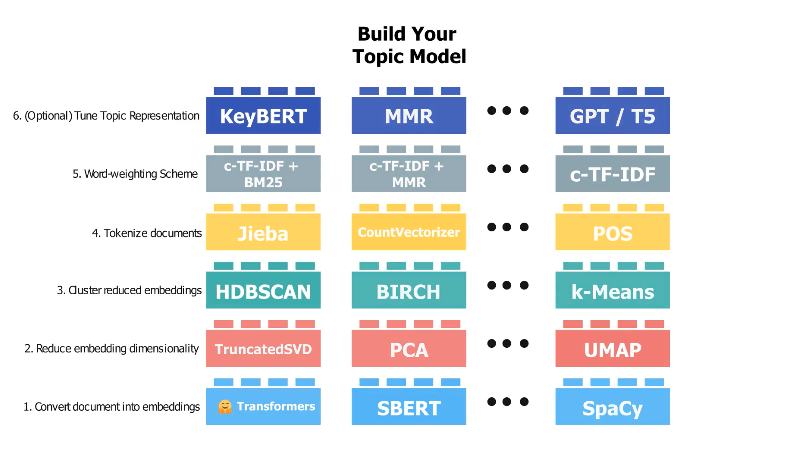 Build Your
Topic Model
6. (Optional) Tune Topic Representation
KeyBERT
MMR
GPT / T5
5. Word-weighting Scheme
c-TF-IDF +
BM25
c-TF-IDF +
MMR
c-TF-IDF
4. Tokenize documents
Jieba
CountVectorizer
POS
3. Cluster reduced embeddings
HDBSCAN
BIRCH
k-Means
2. Reduce embedding dimensionality
TruncatedSVD
PCA
UMAP
1. Convert document into embeddings
Transformers
SBERT
SpaCy